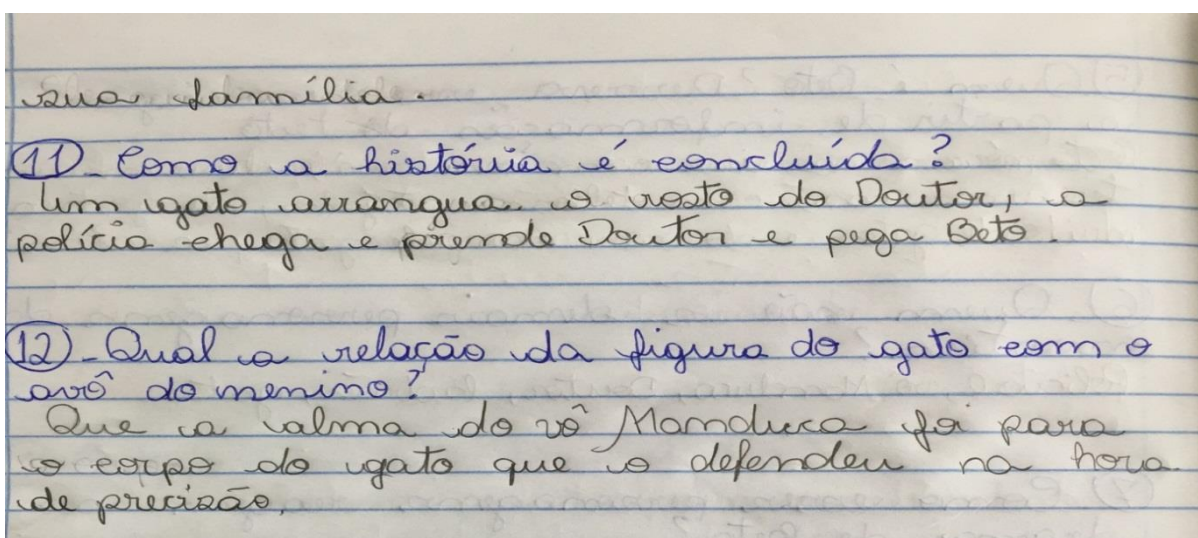 sua família.
11 - Como a história é concluída?
Um gato arrangua o rosto do Doutor, a
polícia chega e prende Doutor e pega Beto.
12 - Qual a relação da figura do gato com o
avô do menino?
Que a alma do vô Manduca foi para
o corpo do gato que o defendeu na hora
de precizão.